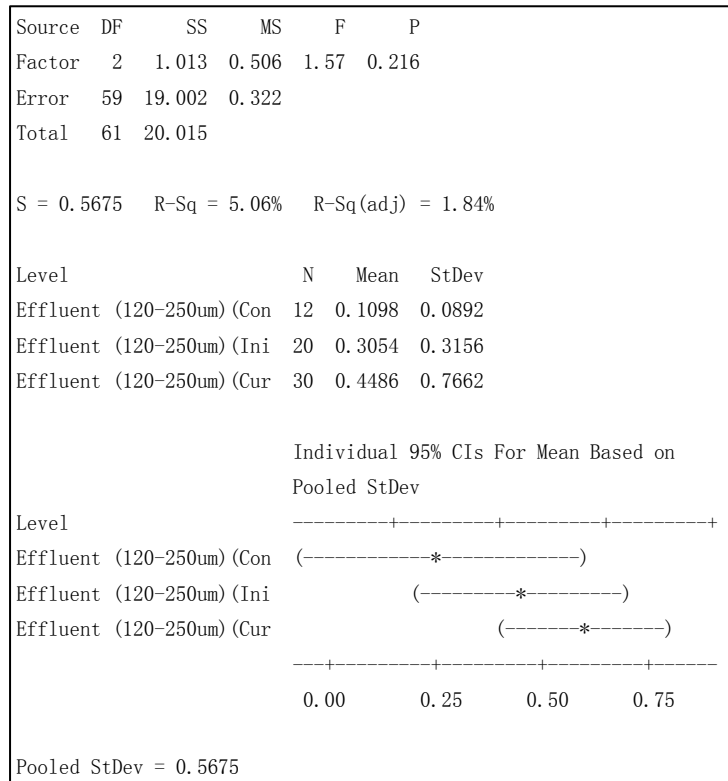 Source  DF      SS     MS     F      P
Factor   2   1.013  0.506  1.57  0.216
Error   59  19.002  0.322
Total   61  20.015
S = 0.5675   R-Sq = 5.06%   R-Sq(adj) = 1.84%
Level                      N    Mean   StDev
Effluent (120-250um)(Con  12  0.1098  0.0892
Effluent (120-250um)(Ini  20  0.3054  0.3156
Effluent (120-250um)(Cur  30  0.4486  0.7662
Individual 95% CIs For Mean Based on
Pooled StDev
Level                     ---------+---------+---------+---------+
Effluent (120-250um)(Con  (------------*-------------)
Effluent (120-250um)(Ini             (---------*---------)
Effluent (120-250um)(Cur                     (-------*-------)
---+---------+---------+---------+------
0.00      0.25      0.50      0.75
Pooled StDev = 0.5675